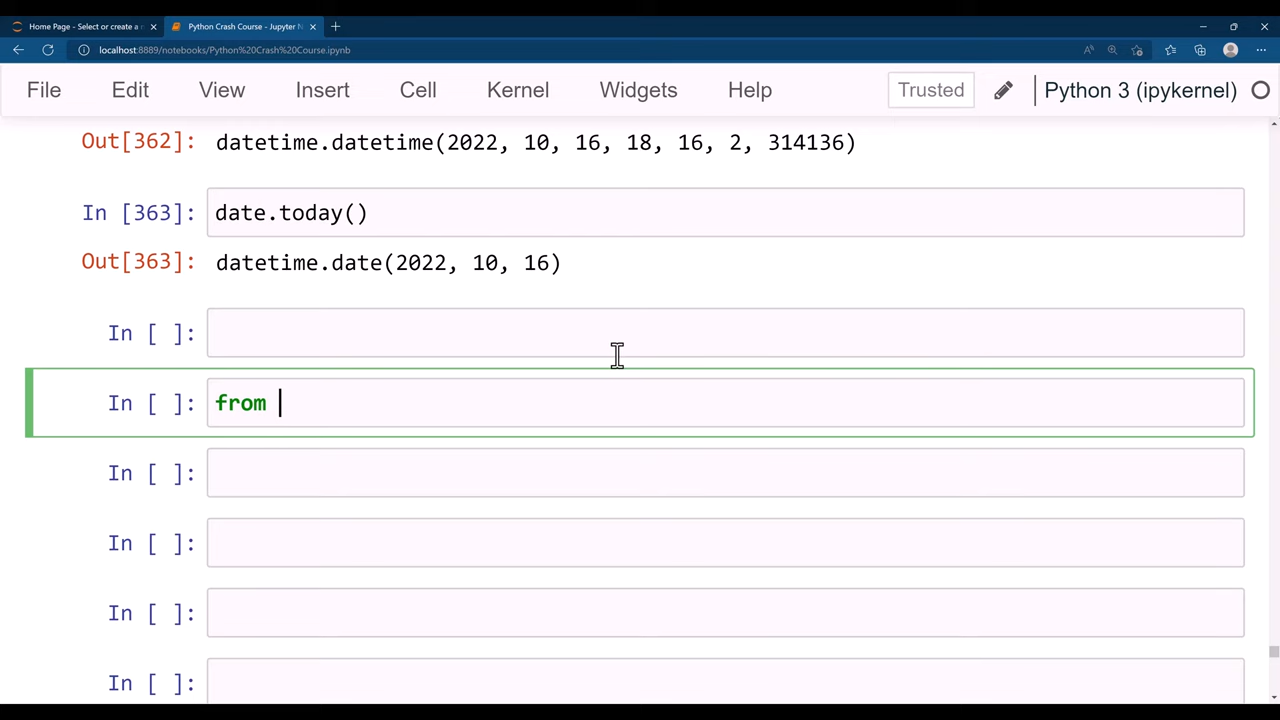 Home Page - Select or create a n
Python Crash Course - Jupyter N
localhost:8889/notebooks/Python%20Crash%20Course.ipynb
File Edit View Insert Cell Kernel Widgets Help Trusted Python 3 (ipykernel)
Out[362]: datetime.datetime(2022, 10, 16, 18, 16, 2, 314136)
In [363]: date.today()
Out[363]: datetime.date(2022, 10, 16)
In [ ]:
In [ ]: from
In [ ]:
In [ ]:
In [ ]:
In [ ]: